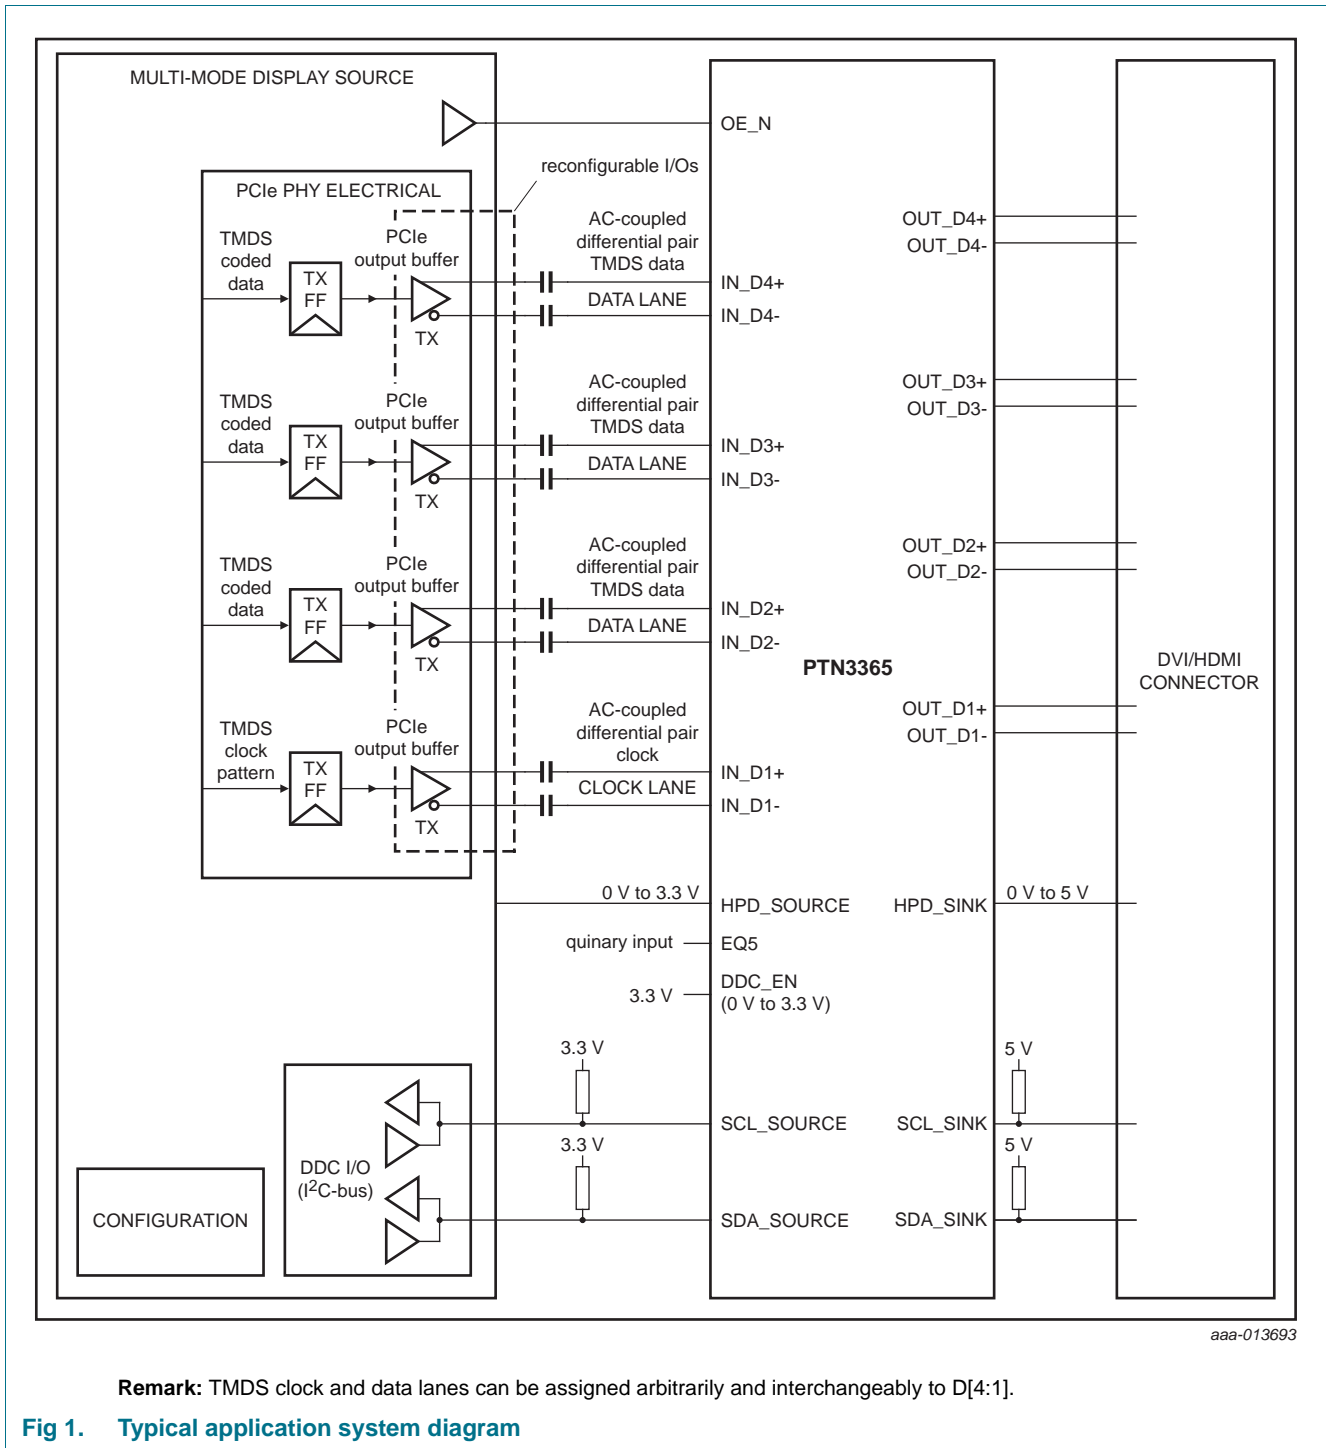 MULTI-MODE DISPLAY SOURCE
OE_N
reconfigurable I/Os
PCIe PHY ELECTRICAL
TMDS
coded
data
TX
FF
PCIe
output buffer
TX
AC-coupled
differential pair
TMDS data
DATA LANE
IN_D4+
IN_D4-
OUT_D4+
OUT_D4-
TMDS
coded
data
TX
FF
PCIe
output buffer
TX
AC-coupled
differential pair
TMDS data
DATA LANE
IN_D3+
IN_D3-
OUT_D3+
OUT_D3-
TMDS
coded
data
TX
FF
PCIe
output buffer
TX
AC-coupled
differential pair
TMDS data
DATA LANE
IN_D2+
IN_D2-
OUT_D2+
OUT_D2-
PTN3365
DVI/HDMI
CONNECTOR
TMDS
clock
pattern
TX
FF
PCIe
output buffer
TX
AC-coupled
differential pair
clock
CLOCK LANE
IN_D1+
IN_D1-
OUT_D1+
OUT_D1-
0 V to 3.3 V
HPD_SOURCE
HPD_SINK
0 V to 5 V
quinary input
EQ5
3.3 V
DDC_EN
(0 V to 3.3 V)
3.3 V
5 V
SCL_SOURCE
SCL_SINK
3.3 V
5 V
DDC I/O
(I2C-bus)
SDA_SOURCE
SDA_SINK
CONFIGURATION
aaa-013693
Remark: TMDS clock and data lanes can be assigned arbitrarily and interchangeably to D[4:1].
Fig 1. Typical application system diagram